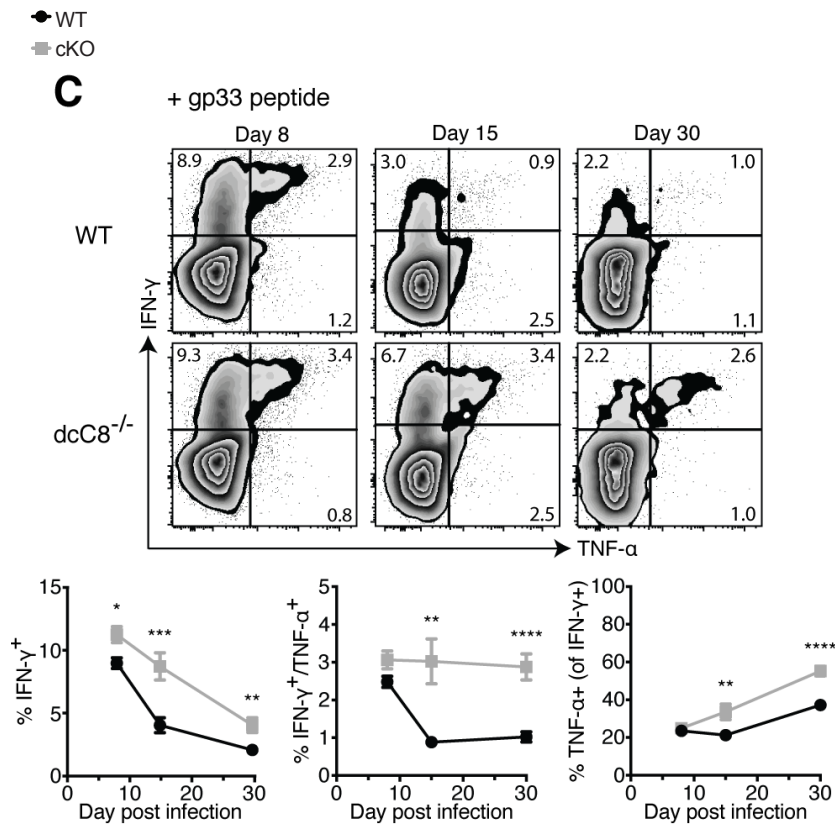 WT
cKO
C + gp33 peptide
Day 8 Day 15 Day 30
WT
8.9 2.9 3.0 0.9 2.2 1.0
1.2 2.5 1.1
IFN-γ
dcC8-/-
9.3 3.4 6.7 3.4 2.2 2.6
0.8 2.5 1.0
TNF-α
% IFN-γ+
15
10
5
0
* *** **
0 10 20 30
Day post infection
% IFN-γ+/TNF-α+
5
4
3
2
1
0
** ****
0 10 20 30
Day post infection
% TNF-α+ (of IFN-γ+)
100
80
60
40
20
0
** ****
0 10 20 30
Day post infection